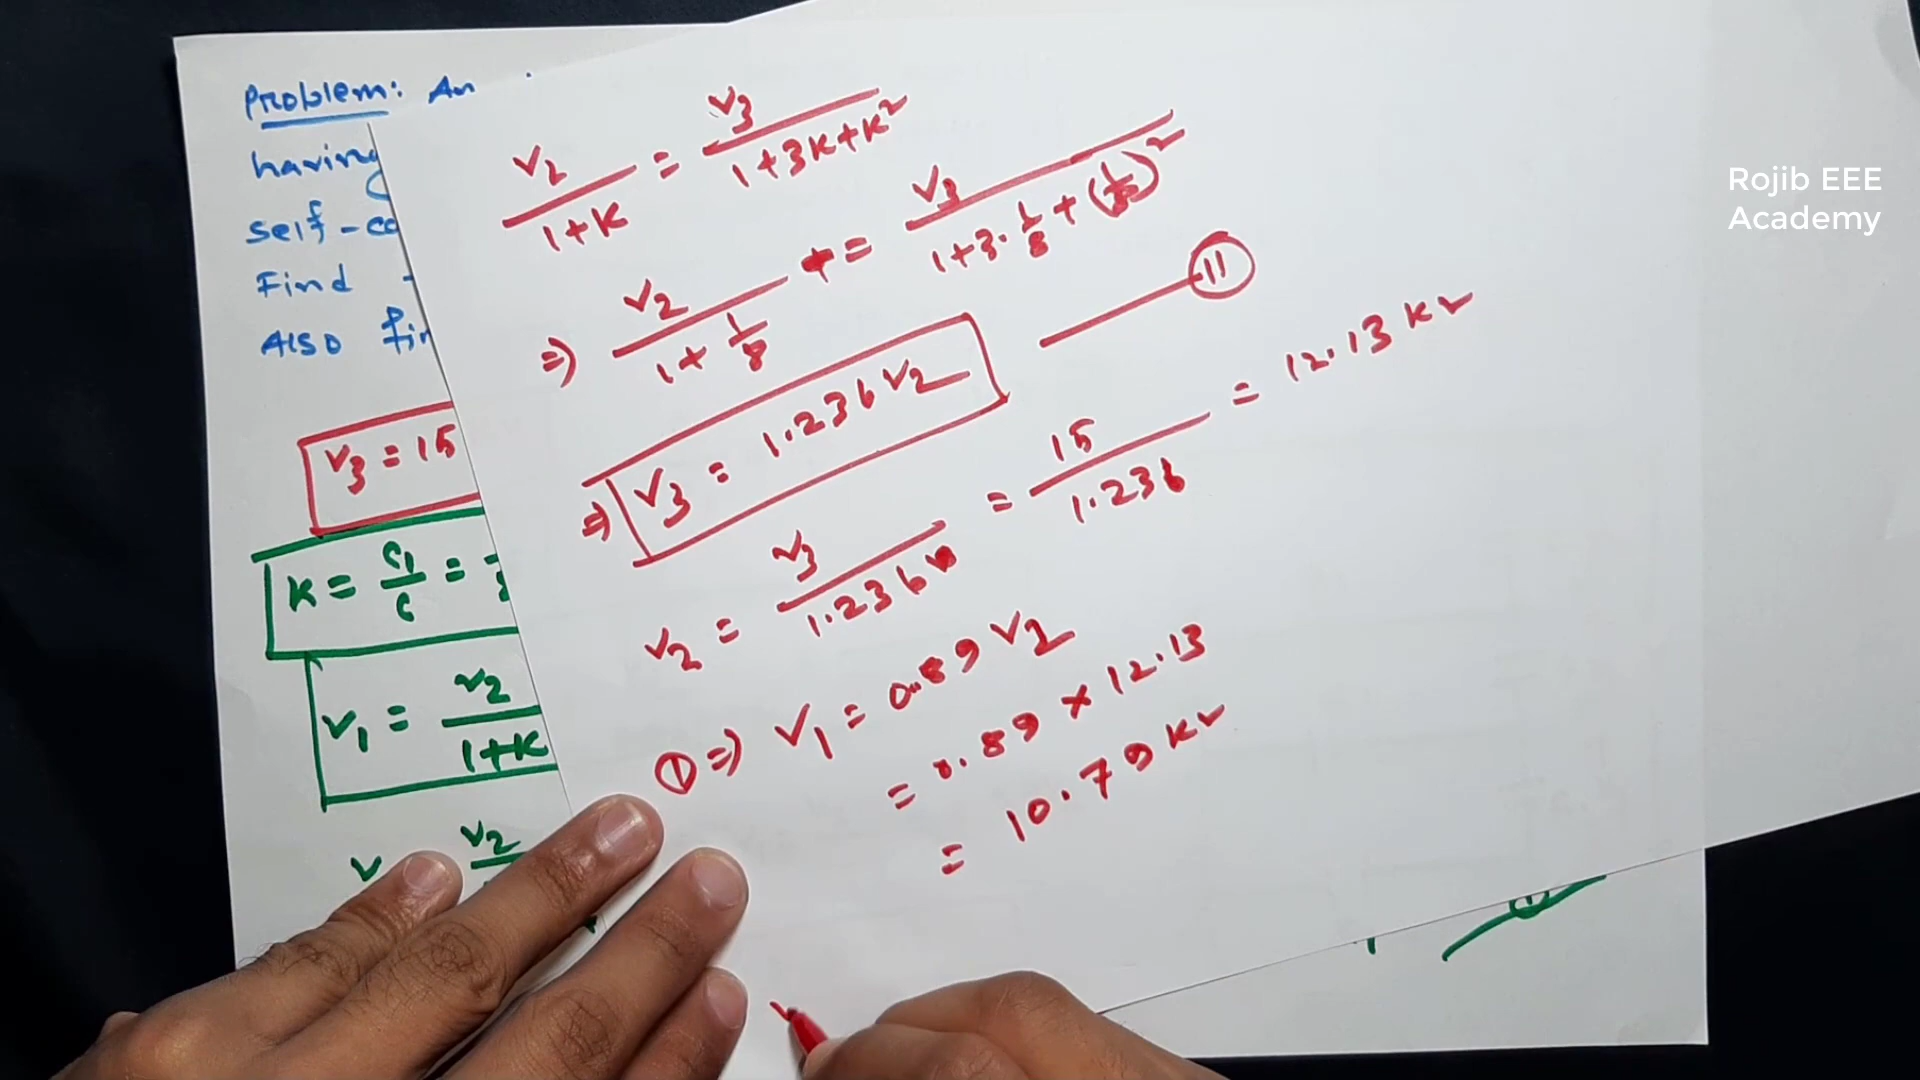 Problem: An
having
self-co
Find
Also fin
V3 = 15
K = C1/C =
V1 = V2/(1+K)
V2
V2/(1+K) = V3/(1+3K+K²)
=> V2/(1+1/8) = V3/(1+3·1/8+(1/8)²)
11
=> V3 = 1.236V2
V2 = V3/1.236 = 15/1.236 = 12.13 KV
1 => V1 = 0.89 V2
= 0.89 × 12.13
= 10.79 KV
Rojib EEE
Academy